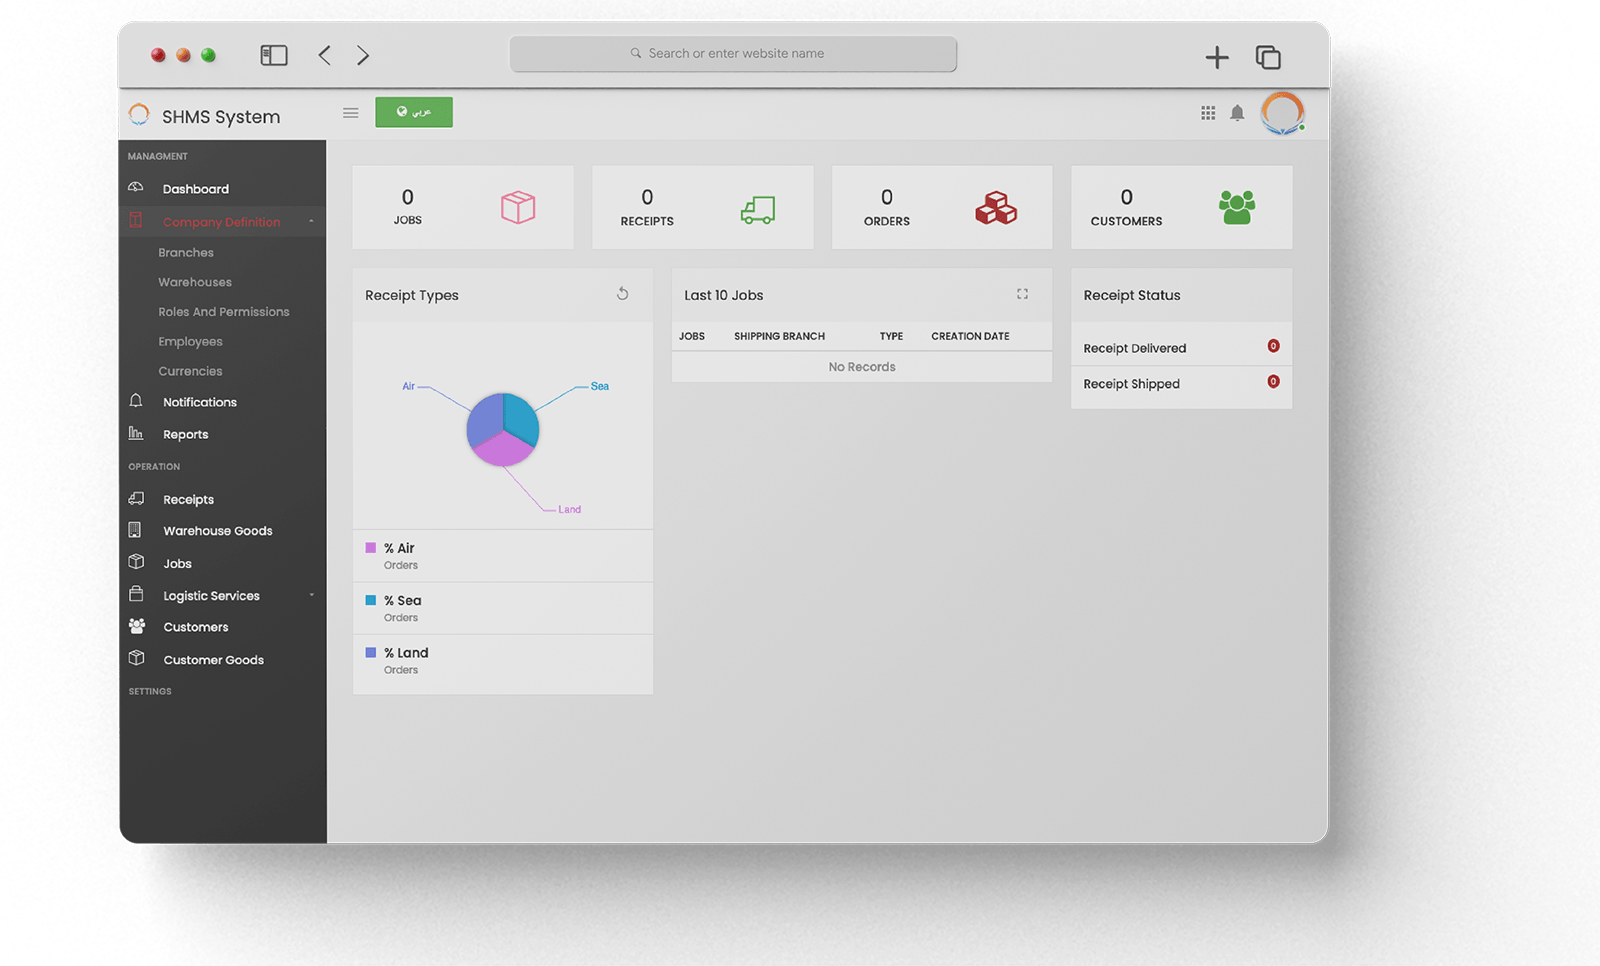 Search or enter website name
SHMS System
عربي
MANAGMENT
Dashboard
Company Definition
Branches
Warehouses
Roles And Permissions
Employees
Currencies
Notifications
Reports
OPERATION
Receipts
Warehouse Goods
Jobs
Logistic Services
Customers
Customer Goods
SETTINGS
0
JOBS
0
RECEIPTS
0
ORDERS
0
CUSTOMERS
Receipt Types
Air
Sea
Land
% Air
Orders
% Sea
Orders
% Land
Orders
Last 10 Jobs
JOBS SHIPPING BRANCH TYPE CREATION DATE
No Records
Receipt Status
Receipt Delivered 0
Receipt Shipped 0